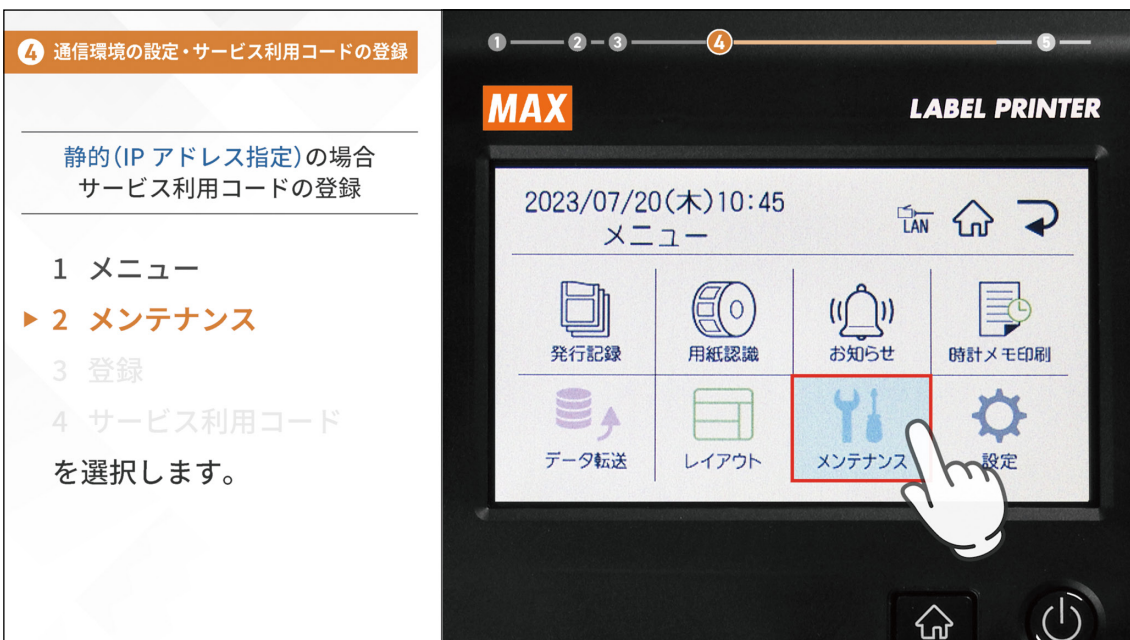 4 通信環境の設定・サービス利用コードの登録
静的(IP アドレス指定)の場合
サービス利用コードの登録
1 メニュー
▶ 2 メンテナンス
3 登録
4 サービス利用コード
を選択します。
1 2 3 4 5
MAX
LABEL PRINTER
2023/07/20(木)10:45
メニュー
LAN
発行記録
用紙認識
お知らせ
時計メモ印刷
データ転送
レイアウト
メンテナンス
設定